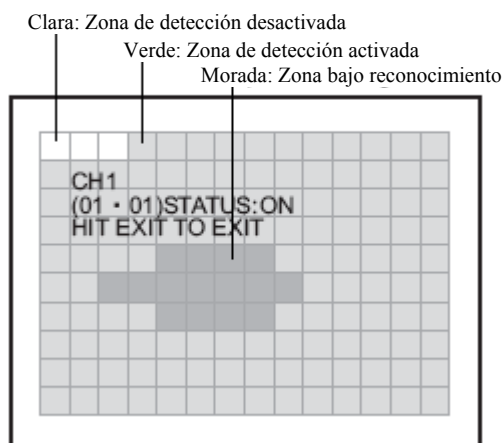 Clara: Zona de detección desactivada
Verde: Zona de detección activada
Morada: Zona bajo reconocimiento
CH1
(01 · 01)STATUS:ON
HIT EXIT TO EXIT